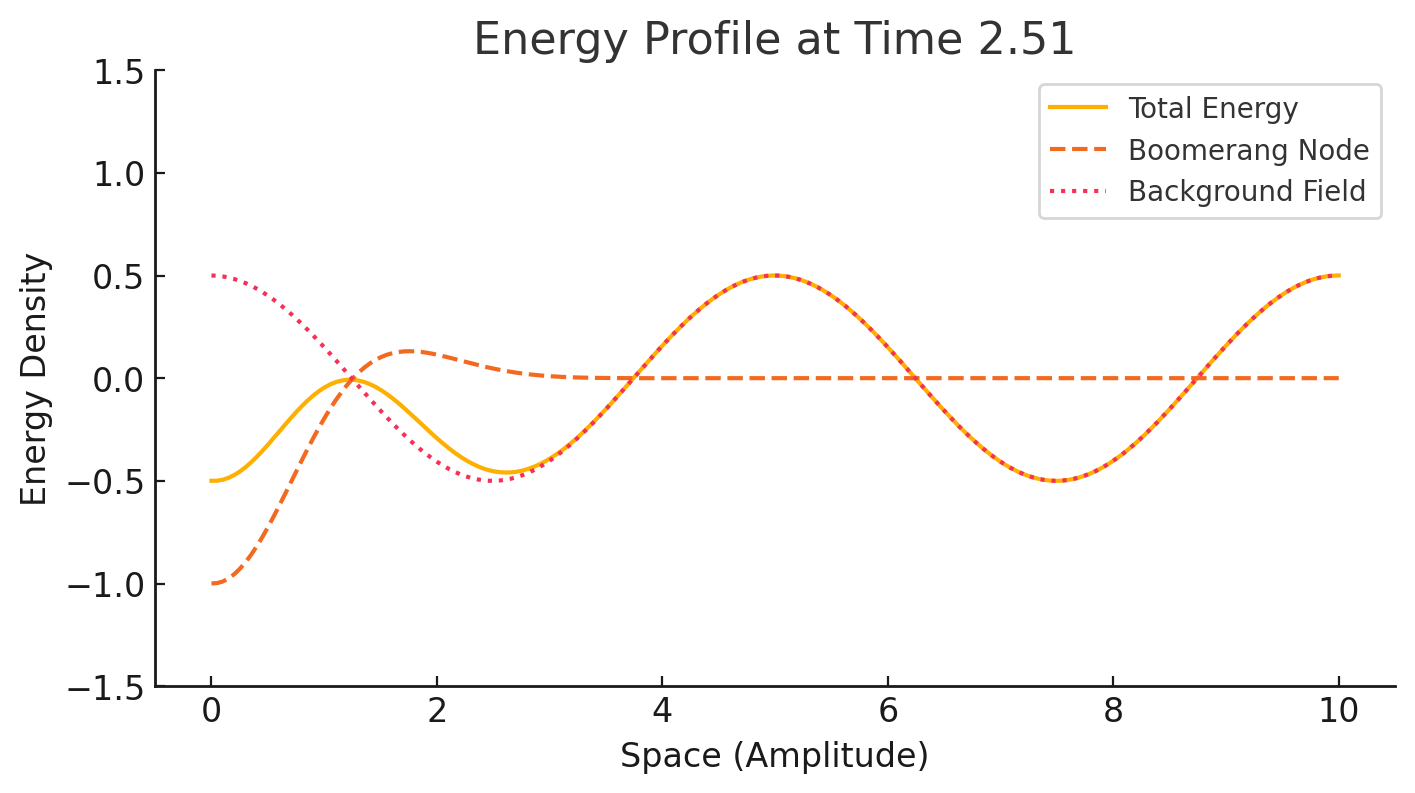 Energy Profile at Time 2.51
Total Energy
Boomerang Node
Background Field
Energy Density
1.5
1.0
0.5
0.0
−0.5
−1.0
−1.5
0 2 4 6 8 10
Space (Amplitude)